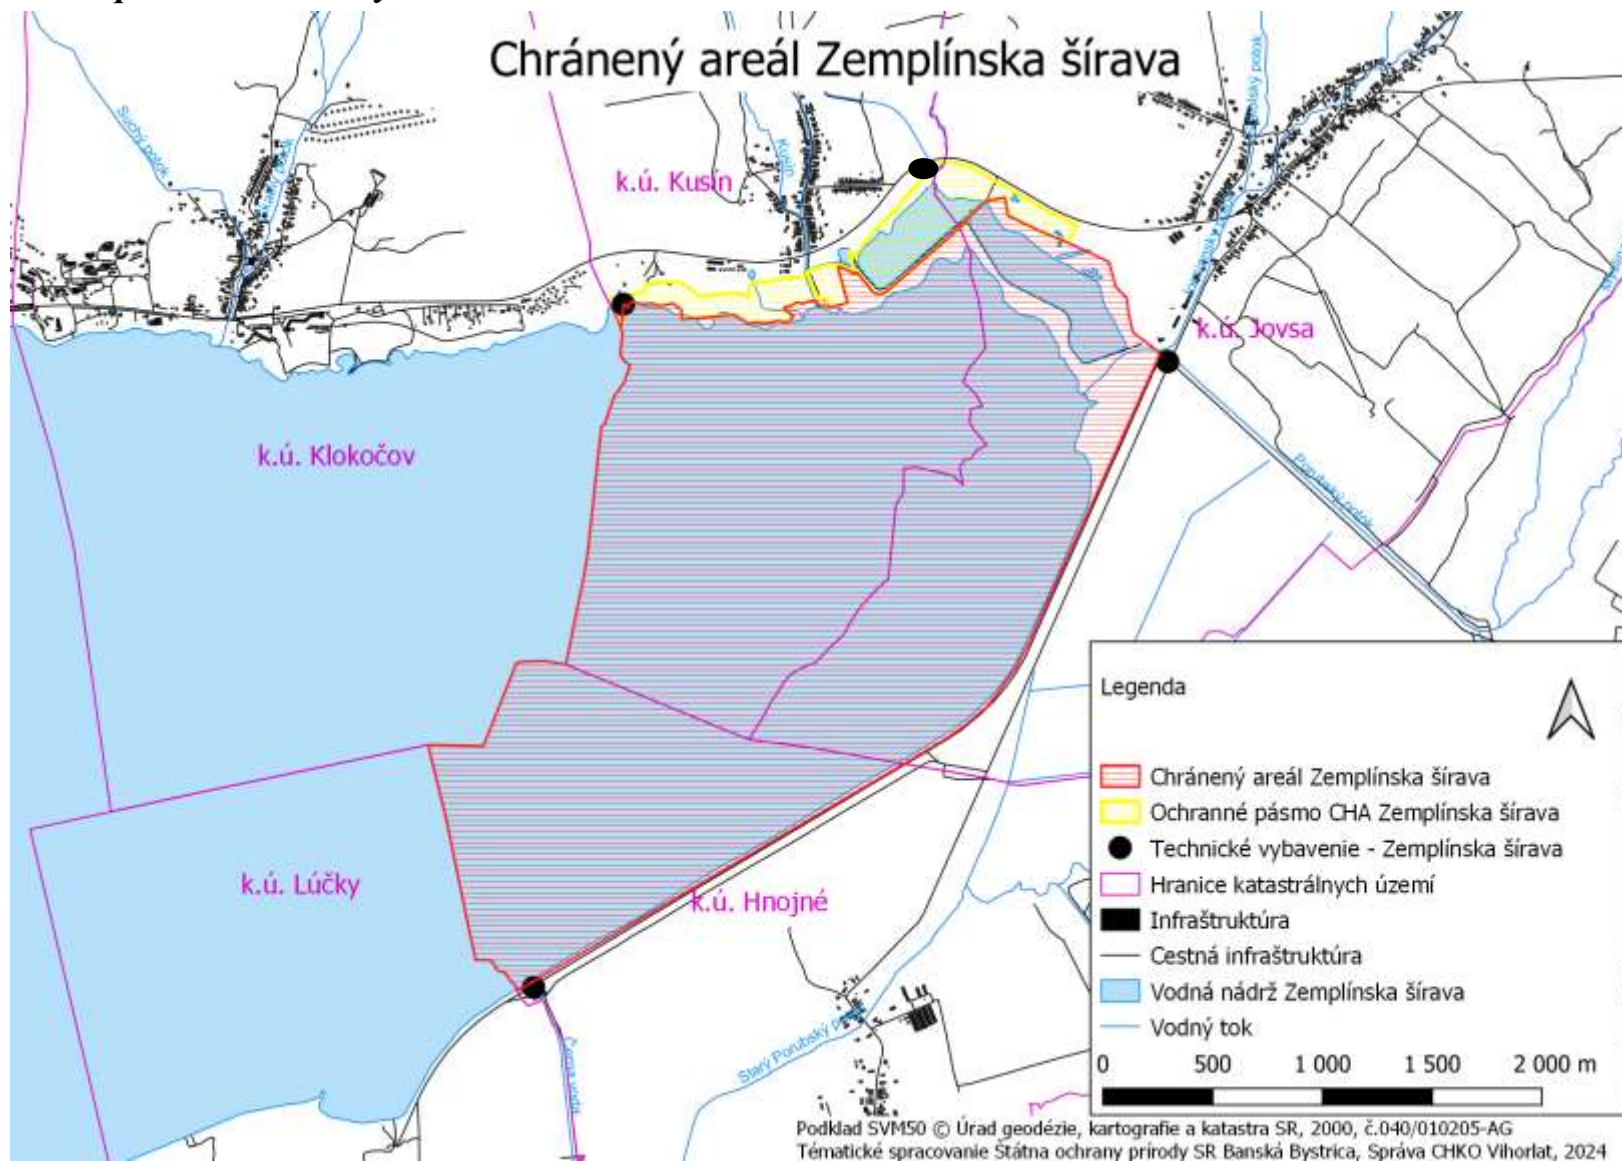 Chránený areál Zemplínska šírava
Suchý potok
k.ú. Kusín
Kusín
k.ú. Jovsa
k.ú. Klokočov
Porubský potok
k.ú. Lúčky
k.ú. Hnojné
Čierna voda
Starý Porubský
Legenda
Chránený areál Zemplínska šírava
Ochranné pásmo CHA Zemplínska šírava
Technické vybavenie - Zemplínska šírava
Hranice katastrálnych území
Infraštruktúra
Cestná infraštruktúra
Vodná nádrž Zemplínska šírava
Vodný tok
0 500 1 000 1 500 2 000 m
Podklad SVM50 © Úrad geodézie, kartografie a katastra SR, 2000, č.040/010205-AG
Tématické spracovanie Štátna ochrany prírody SR Banská Bystrica, Správa CHKO Vihorlat, 2024